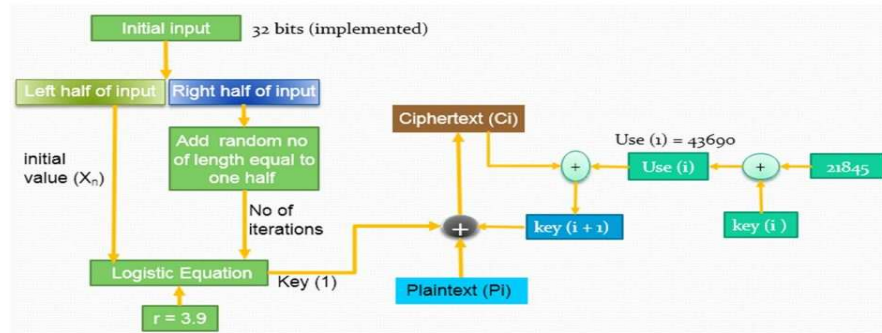 Initial input
32 bits (implemented)
Left half of input
Right half of input
Ciphertext (Ci)
Add random no
of length equal to
one half
Use (1) = 43690
initial
value (Xn)
+
Use (i)
+
21845
No of
iterations
+
key (i + 1)
key (i )
Logistic Equation
Key (1)
Plaintext (Pi)
r = 3.9